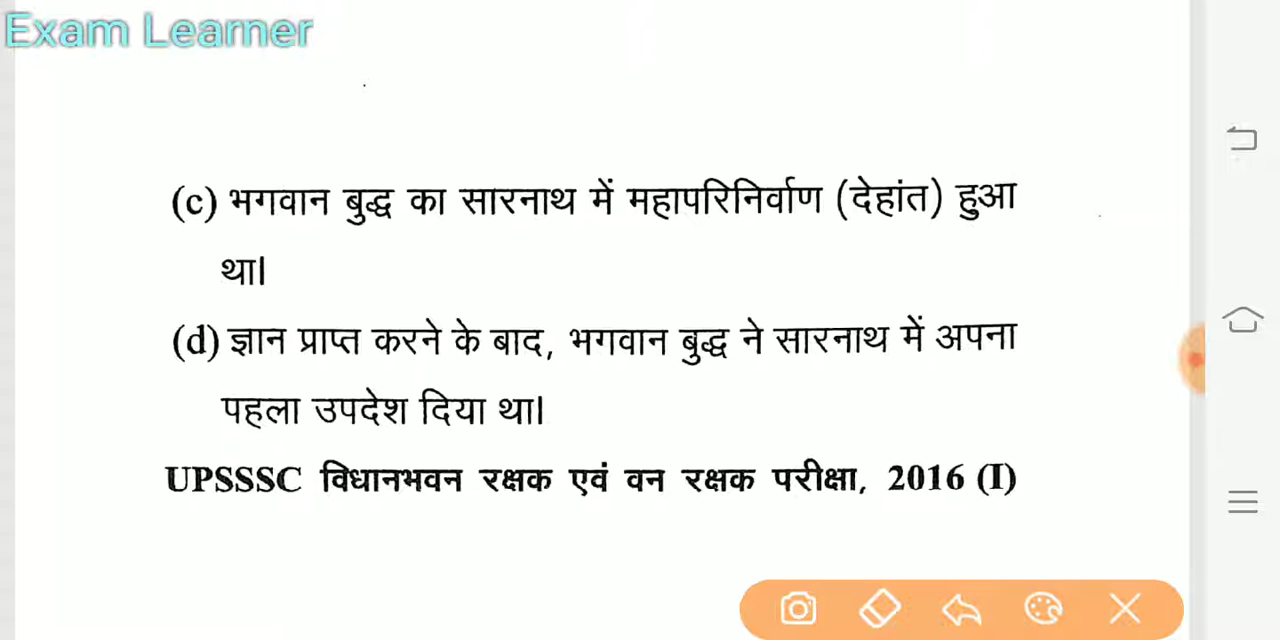 Exam Learner
(c) भगवान बुद्ध का सारनाथ में महापरिनिर्वाण (देहांत) हुआ
था।
(d) ज्ञान प्राप्त करने के बाद, भगवान बुद्ध ने सारनाथ में अपना
पहला उपदेश दिया था।
UPSSSC विधानभवन रक्षक एवं वन रक्षक परीक्षा, 2016 (I)